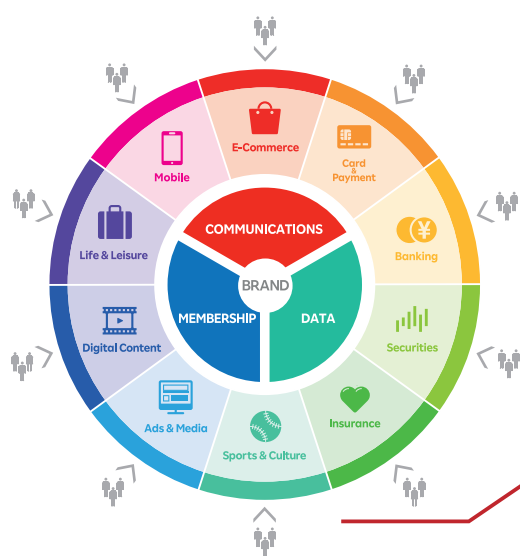 E-Commerce
Card
&
Payment
Banking
Securities
Insurance
Sports & Culture
Ads & Media
Digital Content
Life & Leisure
Mobile
COMMUNICATIONS
BRAND
MEMBERSHIP
DATA
¥